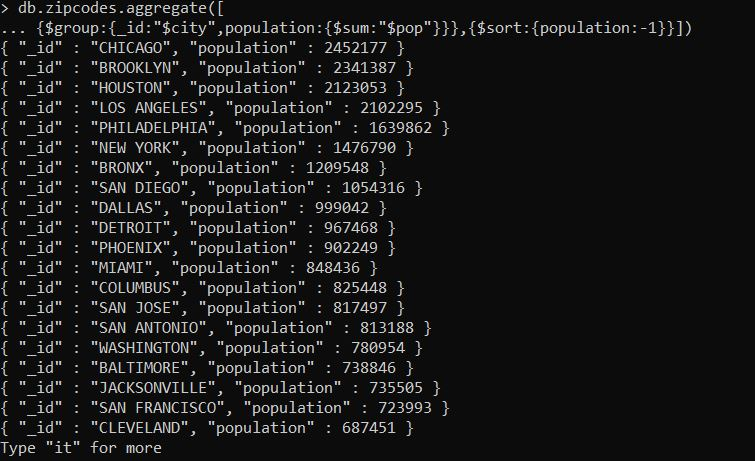 > db.zipcodes.aggregate([
... {$group:{_id:"$city",population:{$sum:"$pop"}}},{$sort:{population:-1}}])
{ "_id" : "CHICAGO", "population" : 2452177 }
{ "_id" : "BROOKLYN", "population" : 2341387 }
{ "_id" : "HOUSTON", "population" : 2123053 }
{ "_id" : "LOS ANGELES", "population" : 2102295 }
{ "_id" : "PHILADELPHIA", "population" : 1639862 }
{ "_id" : "NEW YORK", "population" : 1476790 }
{ "_id" : "BRONX", "population" : 1209548 }
{ "_id" : "SAN DIEGO", "population" : 1054316 }
{ "_id" : "DALLAS", "population" : 999042 }
{ "_id" : "DETROIT", "population" : 967468 }
{ "_id" : "PHOENIX", "population" : 902249 }
{ "_id" : "MIAMI", "population" : 848436 }
{ "_id" : "COLUMBUS", "population" : 825448 }
{ "_id" : "SAN JOSE", "population" : 817497 }
{ "_id" : "SAN ANTONIO", "population" : 813188 }
{ "_id" : "WASHINGTON", "population" : 780954 }
{ "_id" : "BALTIMORE", "population" : 738846 }
{ "_id" : "JACKSONVILLE", "population" : 735505 }
{ "_id" : "SAN FRANCISCO", "population" : 723993 }
{ "_id" : "CLEVELAND", "population" : 687451 }
Type "it" for more